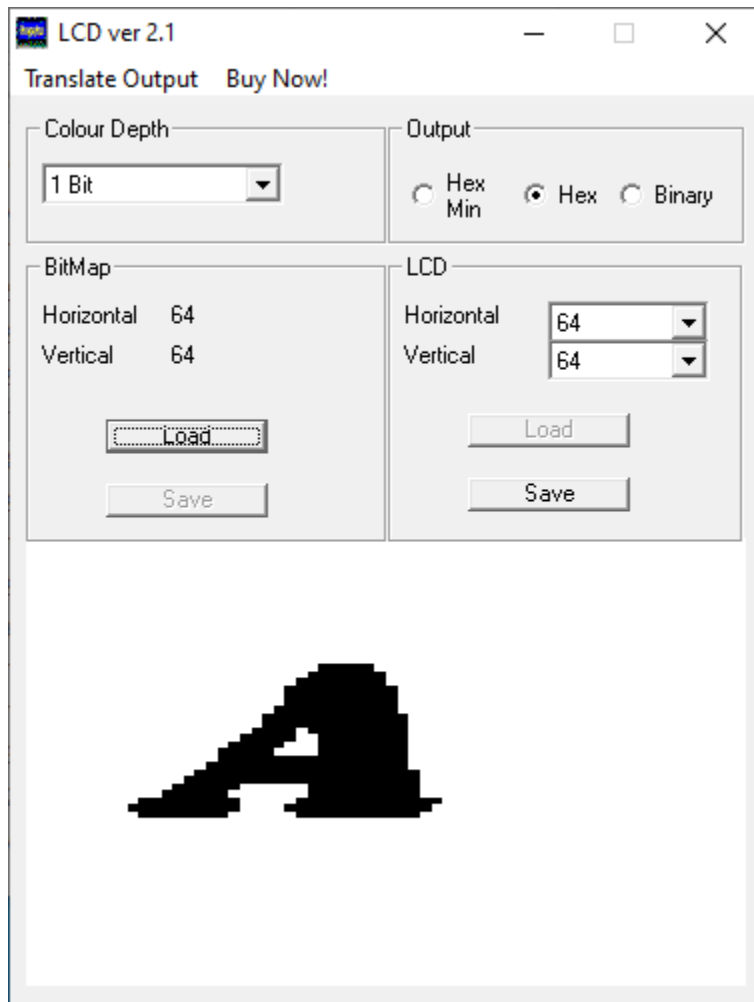 LCD ver 2.1
Translate Output Buy Now!
Colour Depth
1 Bit
Output
Hex Min
Hex
Binary
BitMap
Horizontal 64
Vertical 64
Load
Save
LCD
Horizontal 64
Vertical 64
Load
Save
A